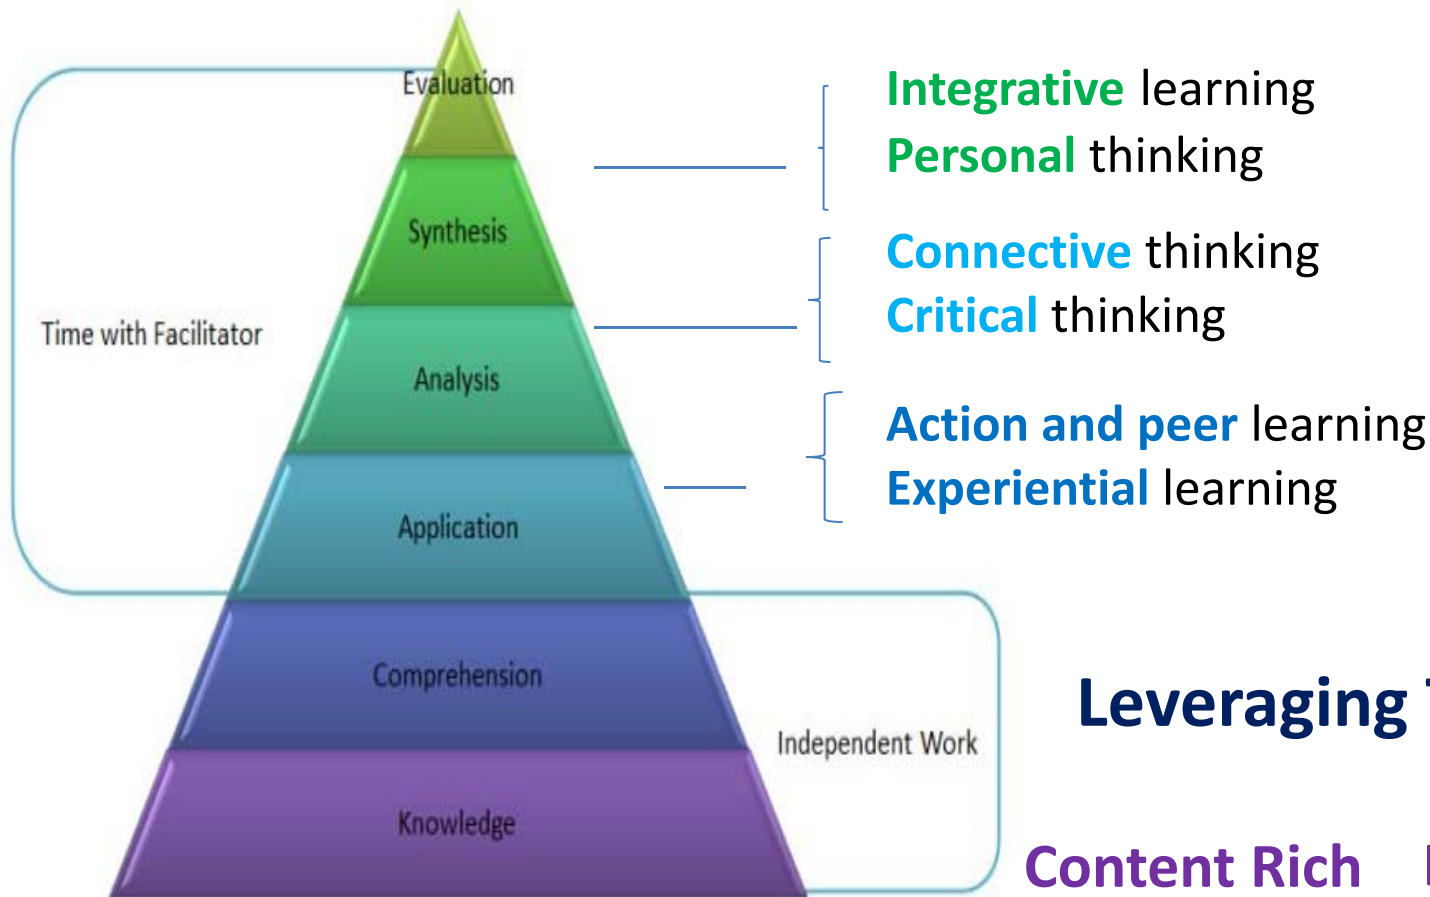 Evaluation
Synthesis
Time with Facilitator
Analysis
Application
Comprehension
Independent Work
Knowledge
Integrative learning
Personal thinking
Connective thinking
Critical thinking
Action and peer learning
Experiential learning
Leveraging
Content Rich